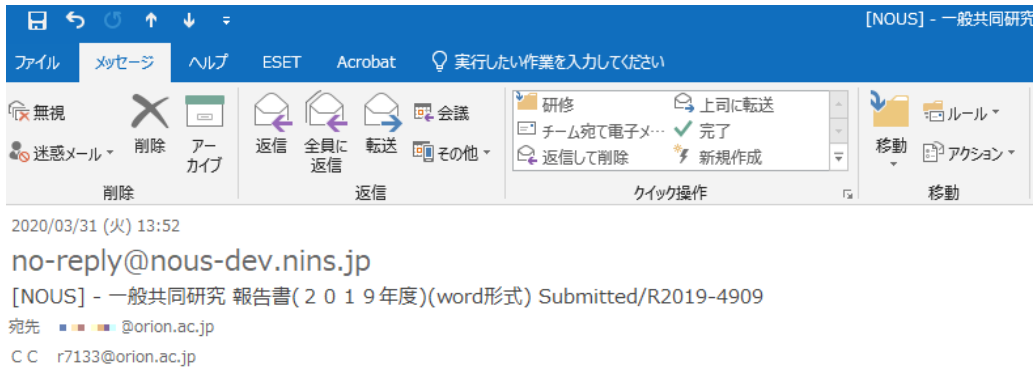 [NOUS] - 一般共同研究
ファイル メッセージ ヘルプ ESET Acrobat 実行したい作業を入力してください
無視 削除 アーカイブ 返信 全員に返信 転送 会議 研修 上司に転送 移動 ルール
迷惑メール その他 チーム宛て電子メ… 完了 アクション
返信して削除 新規作成
削除 返信 クイック操作 移動
2020/03/31 (火) 13:52
no-reply@nous-dev.nins.jp
[NOUS] - 一般共同研究 報告書(２０１９年度)(word形式) Submitted/R2019-4909
宛先 @orion.ac.jp
ＣＣ r7133@orion.ac.jp